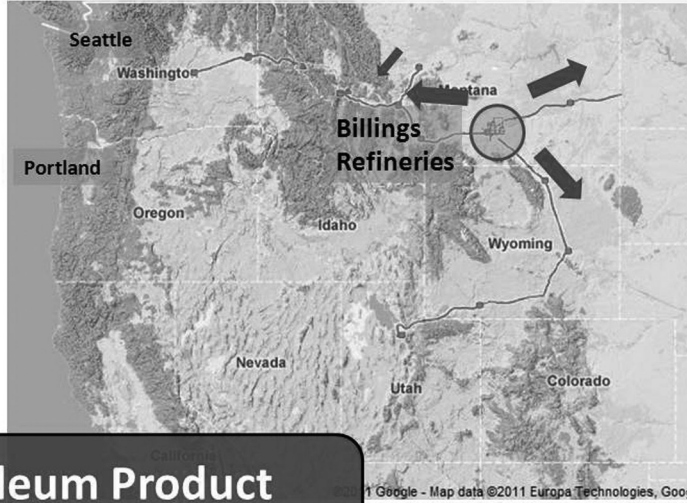 Seattle
Washington
Montana
Billings
Refineries
Portland
Oregon
Idaho
Wyoming
Nevada
Utah
Colorado
California
Google - Map data ©2011 Europa Technologies, Goo
leum Product